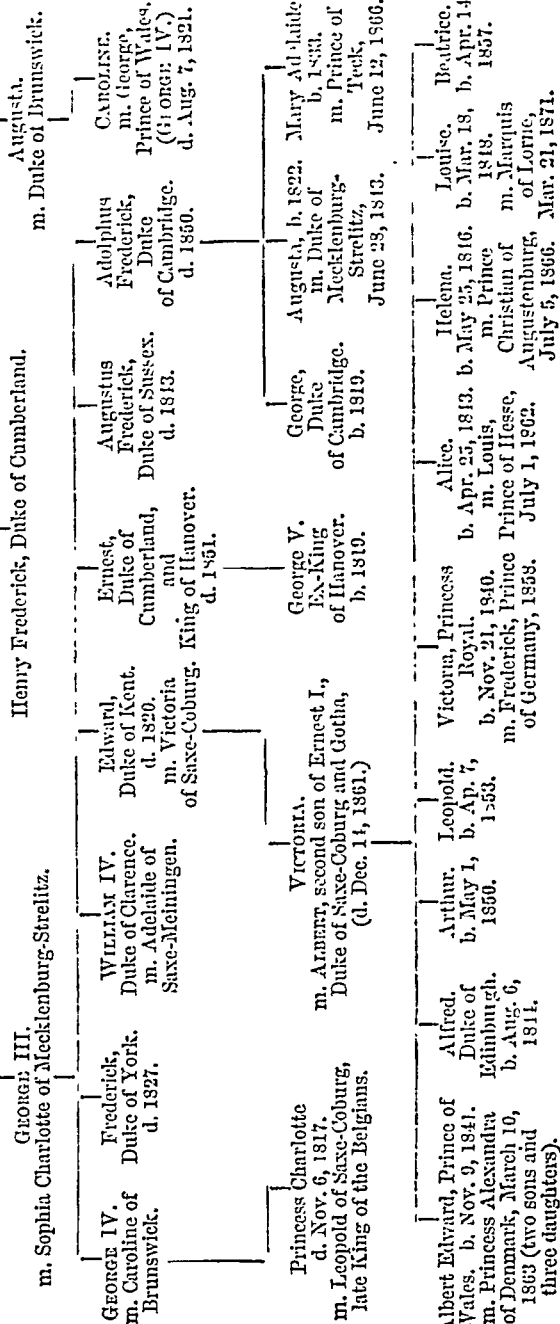 GEORGE III.
m. Sophia Charlotte of Mecklenburg-Strelitz.
Henry Frederick, Duke of Cumberland.
Augusta.
m. Duke of Brunswick.
GEORGE IV.
m. Caroline of
Brunswick.
Frederick,
Duke of York.
d. 1827.
WILLIAM IV.
Duke of Clarence.
m. Adelaide of
Saxe-Meiningen.
Edward,
Duke of Kent.
d. 1820.
m. Victoria
of Saxe-Coburg.
Ernest,
Duke of
Cumberland,
and
King of Hanover.
d. 1851.
Augustus
Frederick,
Duke of Sussex.
d. 1843.
Adolphus
Frederick,
Duke
of Cambridge.
d. 1850.
CAROLINE.
m. George,
Prince of Wales,
(GEORGE IV.)
d. Aug. 7, 1821.
Princess Charlotte
d. Nov. 6, 1817.
m. Leopold of Saxe-Coburg,
late King of the Belgians.
VICTORIA.
m. ALBERT, second son of Ernest I.,
Duke of Saxe-Coburg and Gotha,
(d. Dec. 14, 1861.)
George V.
Ex-King
of Hanover.
b. 1819.
George,
Duke
of Cambridge.
b. 1819.
Augusta, b. 1822.
m. Duke of
Mecklenburg-
Strelitz,
June 28, 1843.
Mary Adelaide
b. 1833.
m. Prince of
Teck,
June 12, 1866.
Albert Edward, Prince of
Wales. b. Nov. 9, 1841.
m. Princess Alexandra
of Denmark, March 10,
1863 (two sons and
three daughters).
Alfred.
Duke of
Edinburgh.
b. Aug. 6,
1844.
Arthur.
b. May 1,
1850.
Leopold.
b. Ap. 7,
1853.
Victoria, Princess
Royal.
b. Nov. 21, 1840.
m. Frederick, Prince
of Germany, 1858.
Alice.
b. Apr. 25, 1843.
m. Louis,
Prince of Hesse,
July 1, 1862.
Helena.
b. May 25, 1846.
m. Prince
Christian of
Augustenburg,
July 5, 1866.
Louise.
b. Mar. 18,
1848.
m. Marquis
of Lorne,
Mar. 21, 1871.
Beatrice.
b. Apr. 14
1857.